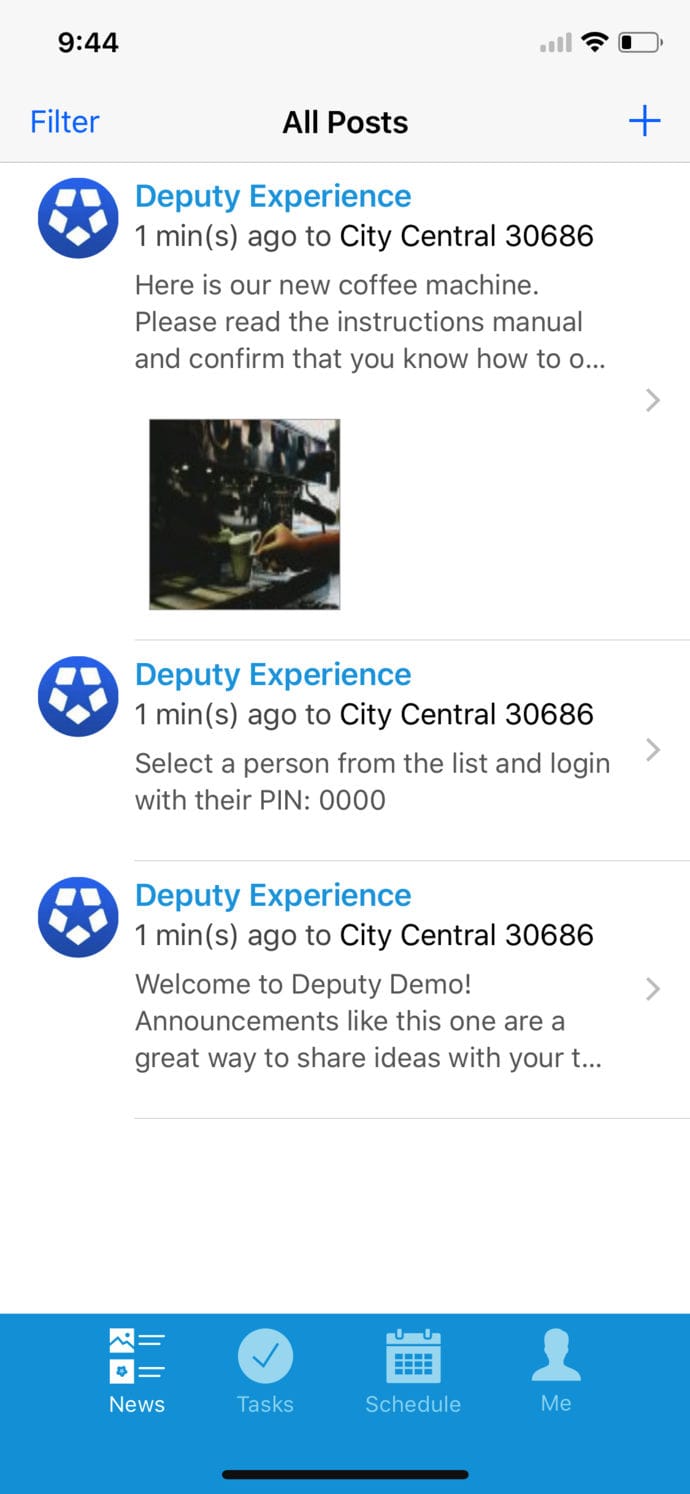 9:44
Filter
All Posts
Deputy Experience
1 min(s) ago to City Central 30686
Here is our new coffee machine.
Please read the instructions manual
and confirm that you know how to o...
Deputy Experience
1 min(s) ago to City Central 30686
Select a person from the list and login
with their PIN: 0000
Deputy Experience
1 min(s) ago to City Central 30686
Welcome to Deputy Demo!
Announcements like this one are a
great way to share ideas with your t...
News
Tasks
Schedule
Me